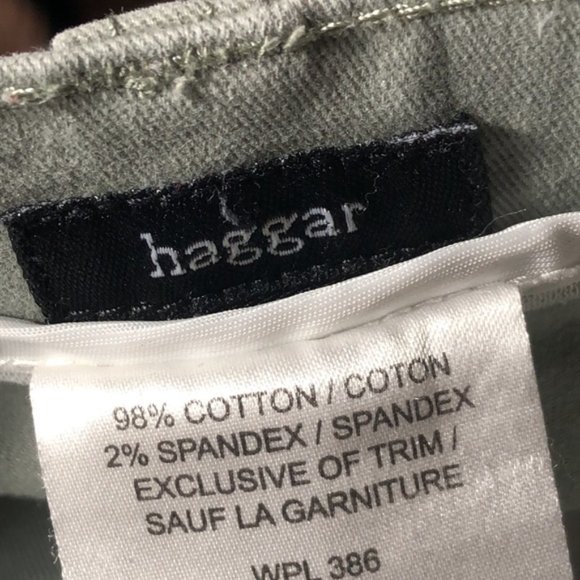 haggar
98% COTTON / COTON
2% SPANDEX / SPANDEX
EXCLUSIVE OF TRIM /
SAUF LA GARNITURE
WPL 386